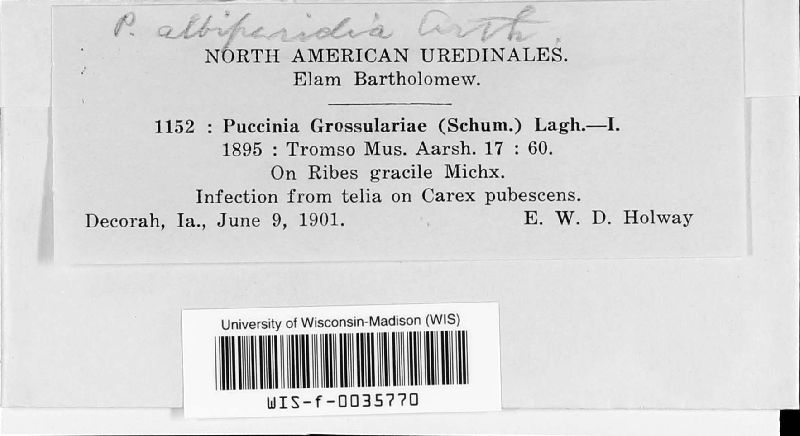 P. albiperidia Arth.
NORTH AMERICAN UREDINALES.
Elam Bartholomew.
1152 : Puccinia Grossulariae (Schum.) Lagh.—I.
1895 : Tromso Mus. Aarsh. 17 : 60.
On Ribes gracile Michx.
Infection from telia on Carex pubescens.
Decorah, Ia., June 9, 1901. E. W. D. Holway
University of Wisconsin-Madison (WIS)
WIS-f-0035770